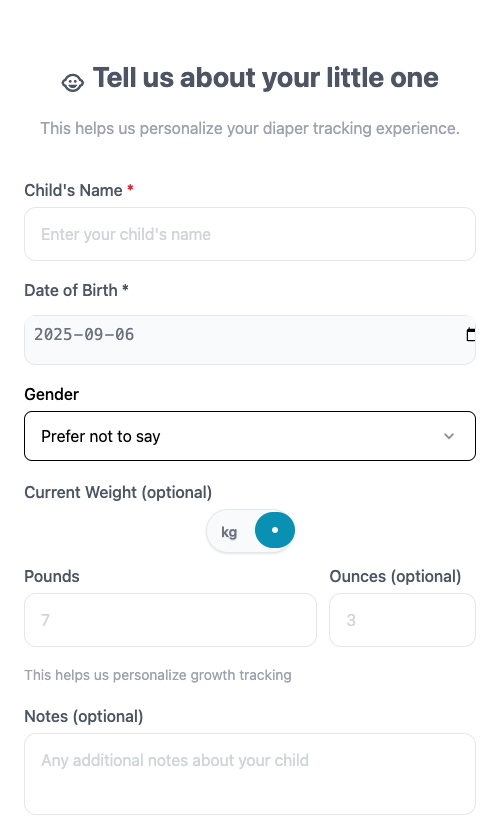 Tell us about your little one
This helps us personalize your diaper tracking experience.
Child's Name *
Enter your child's name
Date of Birth *
2025-09-06
Gender
Prefer not to say
Current Weight (optional)
kg
Pounds
Ounces (optional)
7
3
This helps us personalize growth tracking
Notes (optional)
Any additional notes about your child